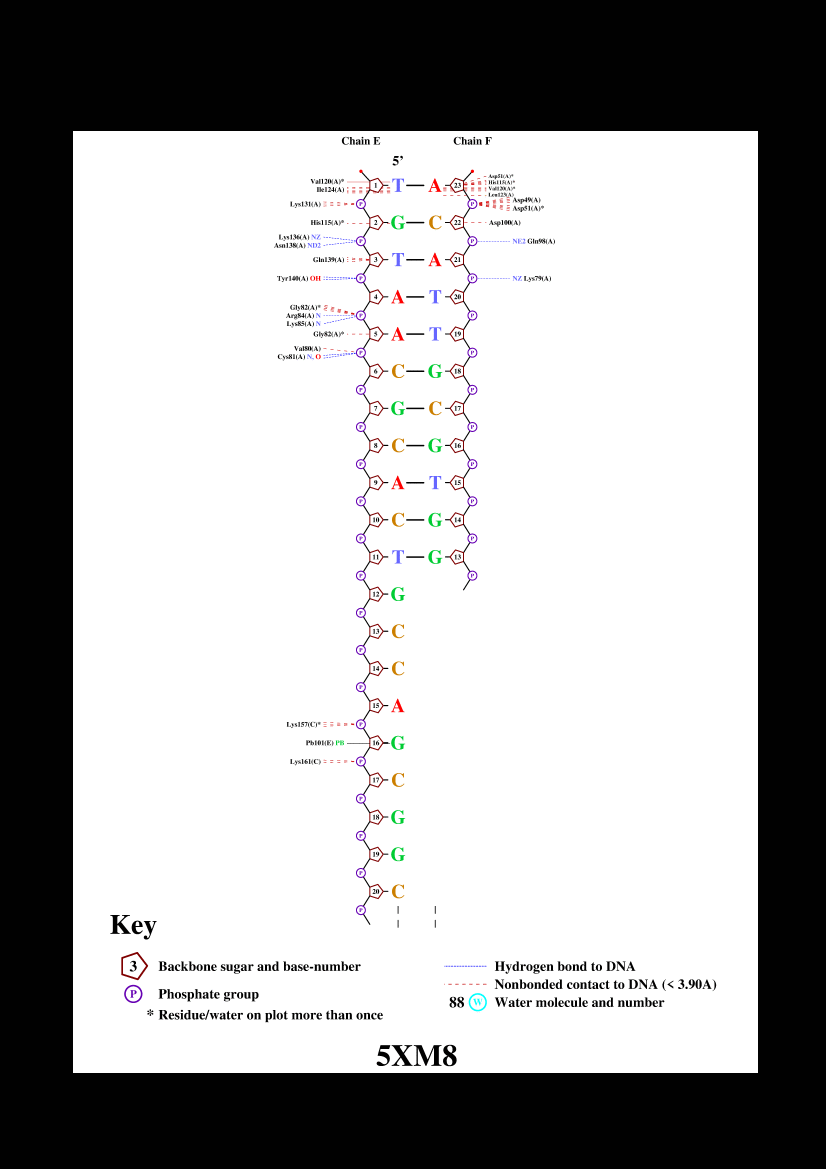 Chain E Chain F
5’
Val120(A)* 1 T A 23 Asp51(A)*
His115(A)*
Ile124(A) Val120(A)*
Leu123(A)
Lys131(A) P P Asp49(A)
Asp51(A)*
His115(A)* 2 G C 22 Asp100(A)
Lys136(A) NZ P P NE2 Gln98(A)
Asn138(A) ND2
Gln139(A) 3 T A 21
Tyr140(A) OH P P NZ Lys79(A)
4 A T 20
Gly82(A)*
Arg84(A) N P P
Lys85(A) N
Gly82(A)* 5 A T 19
Val80(A) P P
Cys81(A) N, O
6 C G 18
P P
7 G C 17
P P
8 C G 16
P P
9 A T 15
P P
10 C G 14
P P
11 T G 13
P P
12 G
P
13 C
P
14 C
P
15 A
Lys157(C)* P
Pb101(E) PB 16 G
Lys161(C) P
17 C
P
18 G
P
19 G
P
20 C
P
Key
3 Backbone sugar and base-number
P Phosphate group
* Residue/water on plot more than once
Hydrogen bond to DNA
Nonbonded contact to DNA (< 3.90A)
88 W Water molecule and number
5XM8